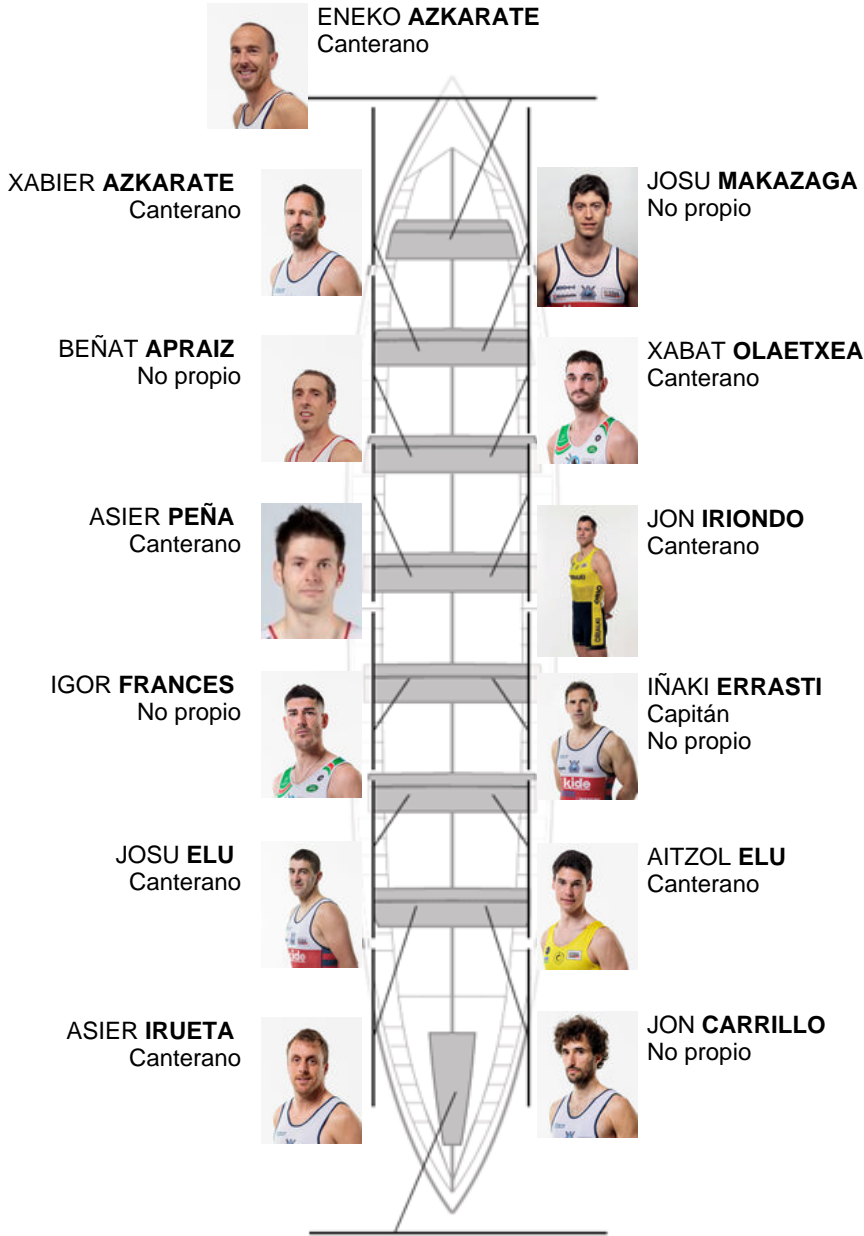 ENEKO AZKARATE
Canterano
XABIER AZKARATE
Canterano
JOSU MAKAZAGA
No propio
BEÑAT APRAIZ
No propio
XABAT OLAETXEA
Canterano
ASIER PEÑA
Canterano
JON IRIONDO
Canterano
IGOR FRANCES
No propio
IÑAKI ERRASTI
Capitán
No propio
kide
JOSU ELU
Canterano
AITZOL ELU
Canterano
ASIER IRUETA
Canterano
JON CARRILLO
No propio